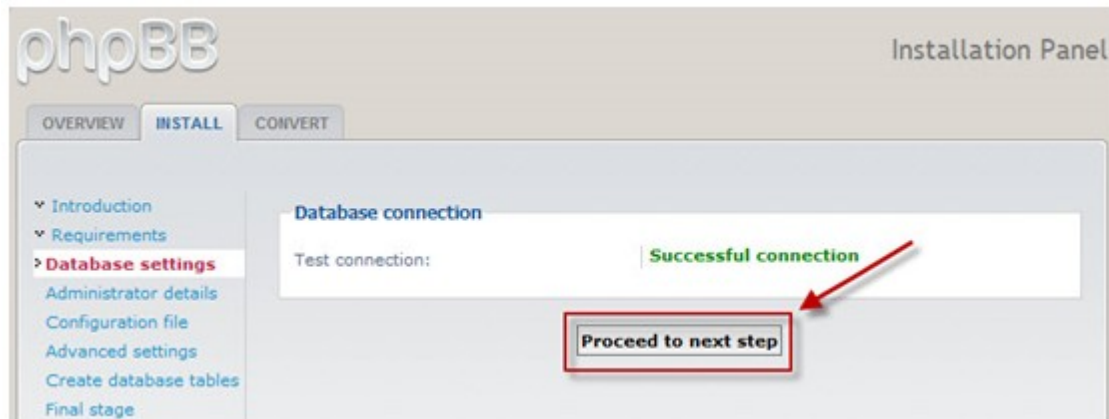 phpBB
Installation Panel
OVERVIEW INSTALL CONVERT
Introduction
Requirements
Database settings
Administrator details
Configuration file
Advanced settings
Create database tables
Final stage
Database connection
Test connection: Successful connection
Proceed to next step